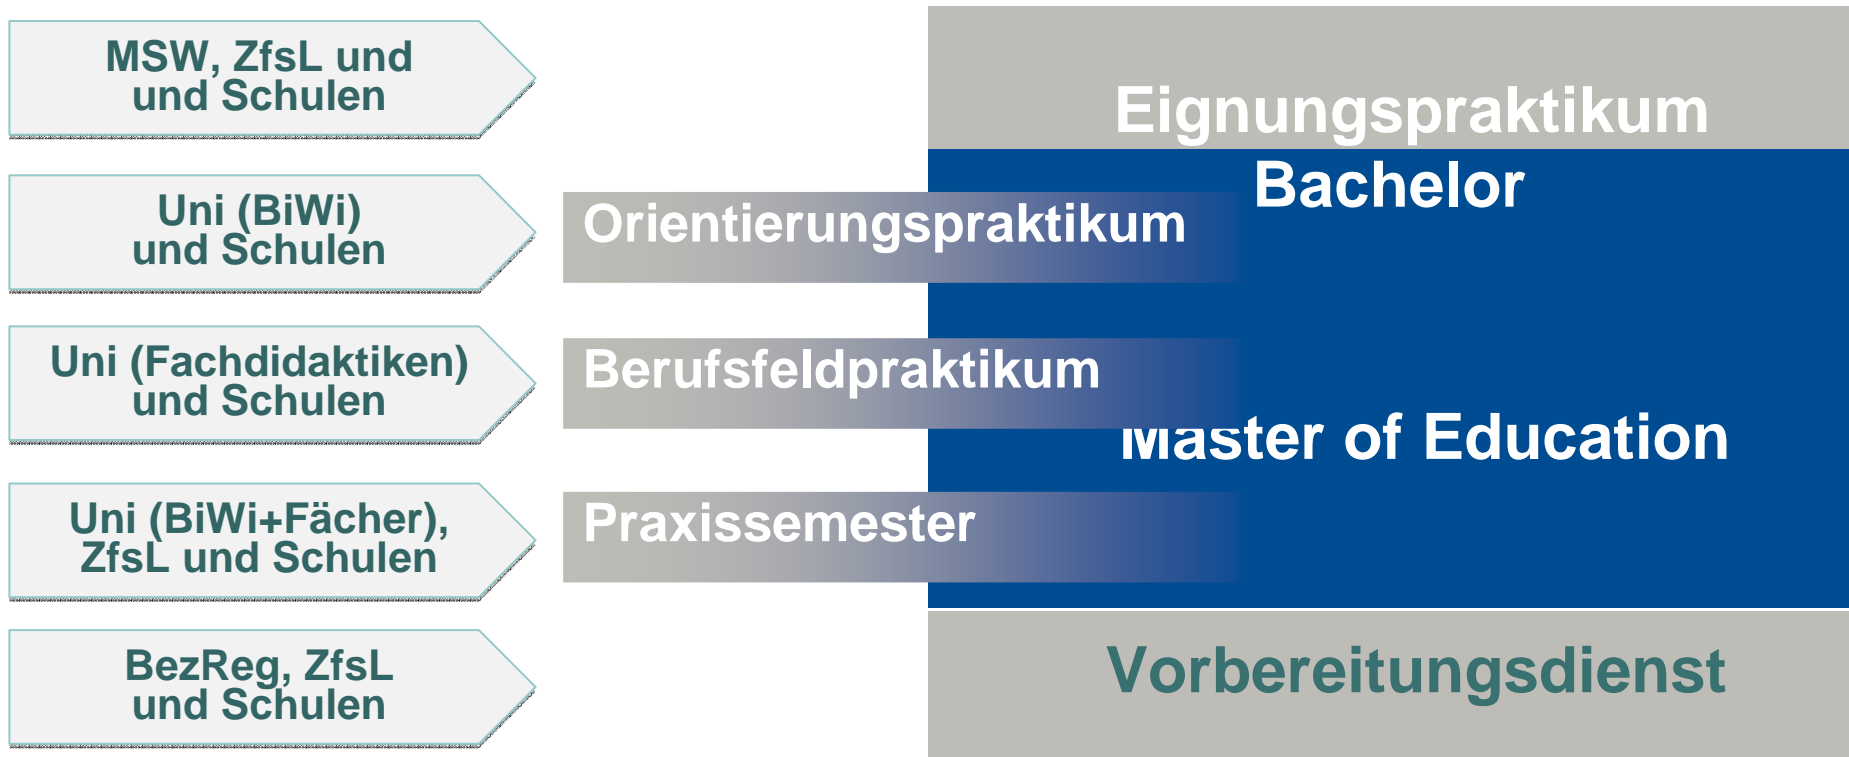 MSW, ZfsL und
und Schulen
Eignungspraktikum
Bachelor
Uni (BiWi)
und Schulen
Orientierungspraktikum
Uni (Fachdidaktiken)
und Schulen
Berufsfeldpraktikum
Master of Education
Uni (BiWi+Fächer),
ZfsL und Schulen
Praxissemester
BezReg, ZfsL
und Schulen
Vorbereitungsdienst